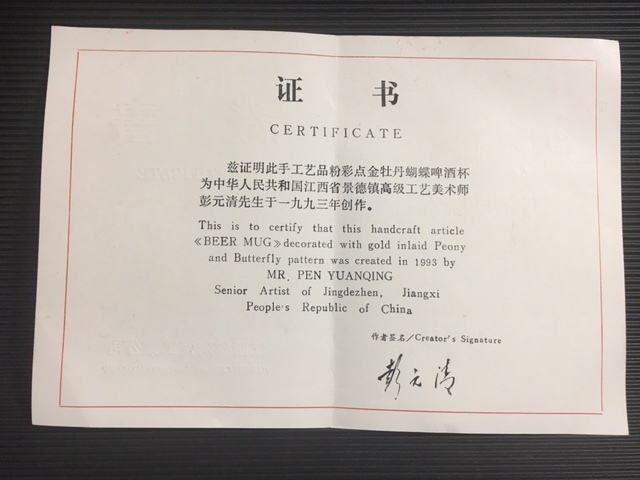 证 书
CERTIFICATE
兹证明此手工艺品粉彩点金牡丹蝴蝶啤酒杯
为中华人民共和国江西省景德镇高级工艺美术师
彭元清先生于一九九三年创作。
This is to certify that this handcraft article
《BEER MUG》decorated with gold inlaid Peony
and Butterfly pattern was created in 1993 by
MR. PEN YUANQING
Senior Artist of Jingdezhen, Jiangxi
People's Republic of China
作者签名/Creator's Signature
彭元清